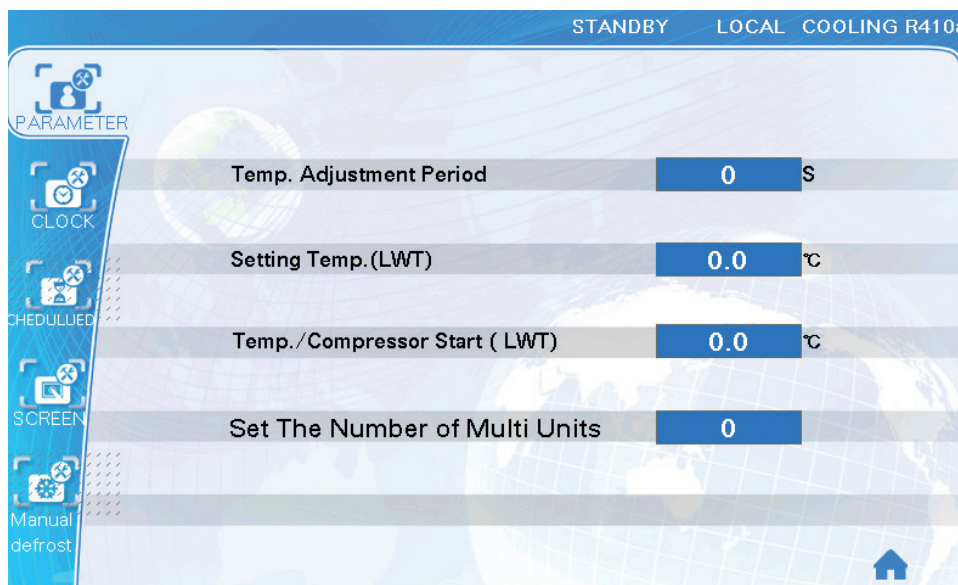 STANDBY LOCAL COOLING R410a
PARAMETER
Temp. Adjustment Period 0 S
CLOCK
Setting Temp.(LWT) 0.0 ℃
CHEDULUED
Temp./Compressor Start ( LWT) 0.0 ℃
SCREEN
Set The Number of Multi Units 0
Manual
defrost